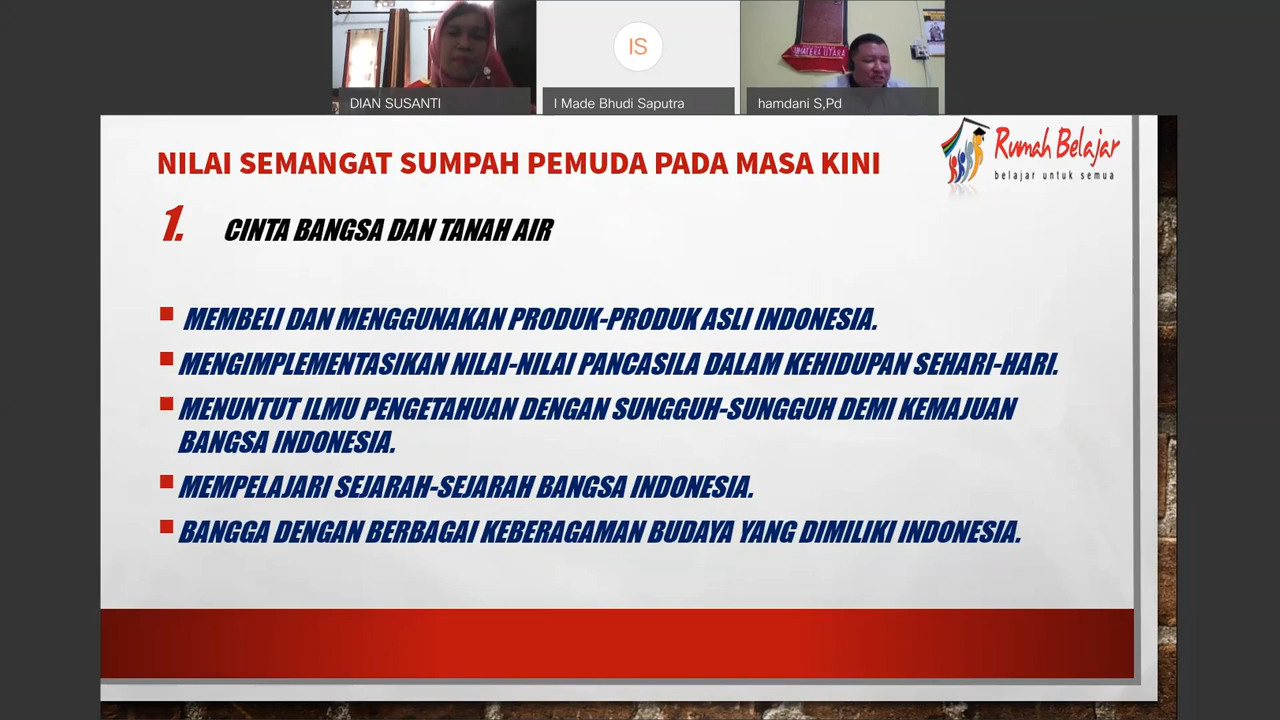 IS
UMATERA UTARA
DIAN SUSANTI
I Made Bhudi Saputra
hamdani S,Pd
NILAI SEMANGAT SUMPAH PEMUDA PADA MASA KINI
Rumah Belajar
belajar untuk semua
1. CINTA BANGSA DAN TANAH AIR
MEMBELI DAN MENGGUNAKAN PRODUK-PRODUK ASLI INDONESIA.
MENGIMPLEMENTASIKAN NILAI-NILAI PANCASILA DALAM KEHIDUPAN SEHARI-HARI.
MENUNTUT ILMU PENGETAHUAN DENGAN SUNGGUH-SUNGGUH DEMI KEMAJUAN
BANGSA INDONESIA.
MEMPELAJARI SEJARAH-SEJARAH BANGSA INDONESIA.
BANGGA DENGAN BERBAGAI KEBERAGAMAN BUDAYA YANG DIMILIKI INDONESIA.